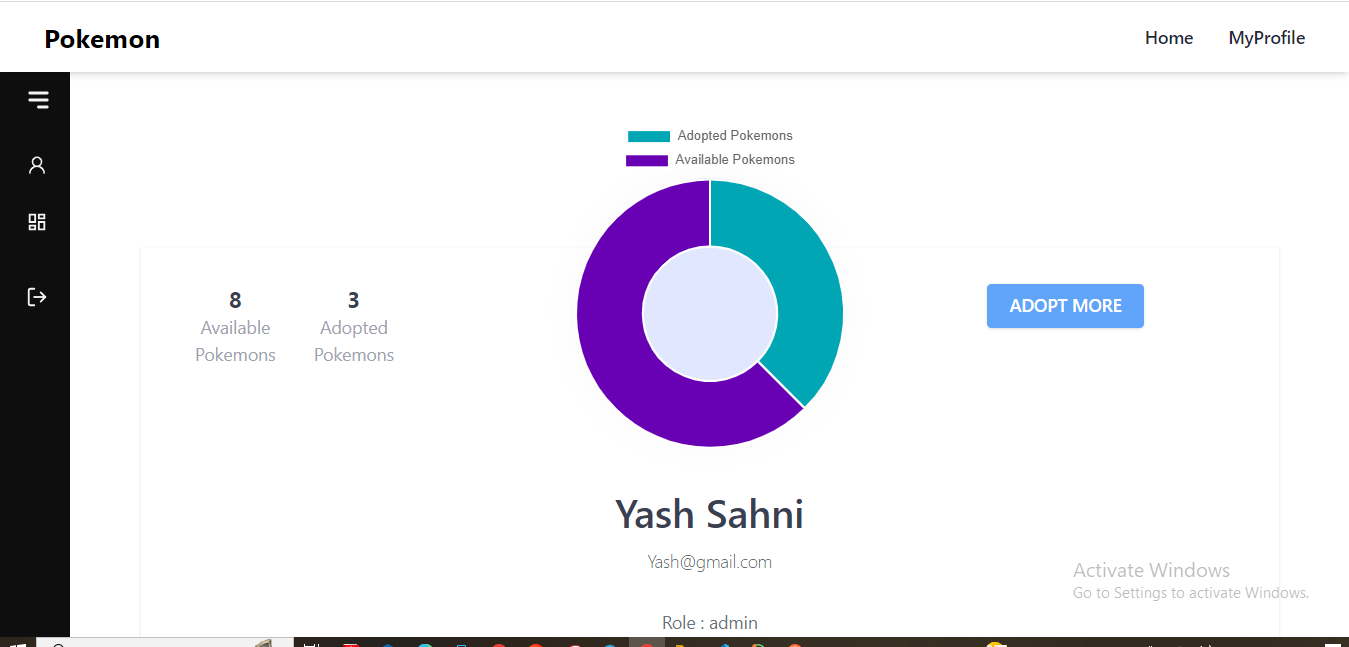 Pokemon
Home
MyProfile
Adopted Pokemons
Available Pokemons
8
Available
Pokemons
3
Adopted
Pokemons
ADOPT MORE
Yash Sahni
Yash@gmail.com
Role : admin
Activate Windows
Go to Settings to activate Windows.